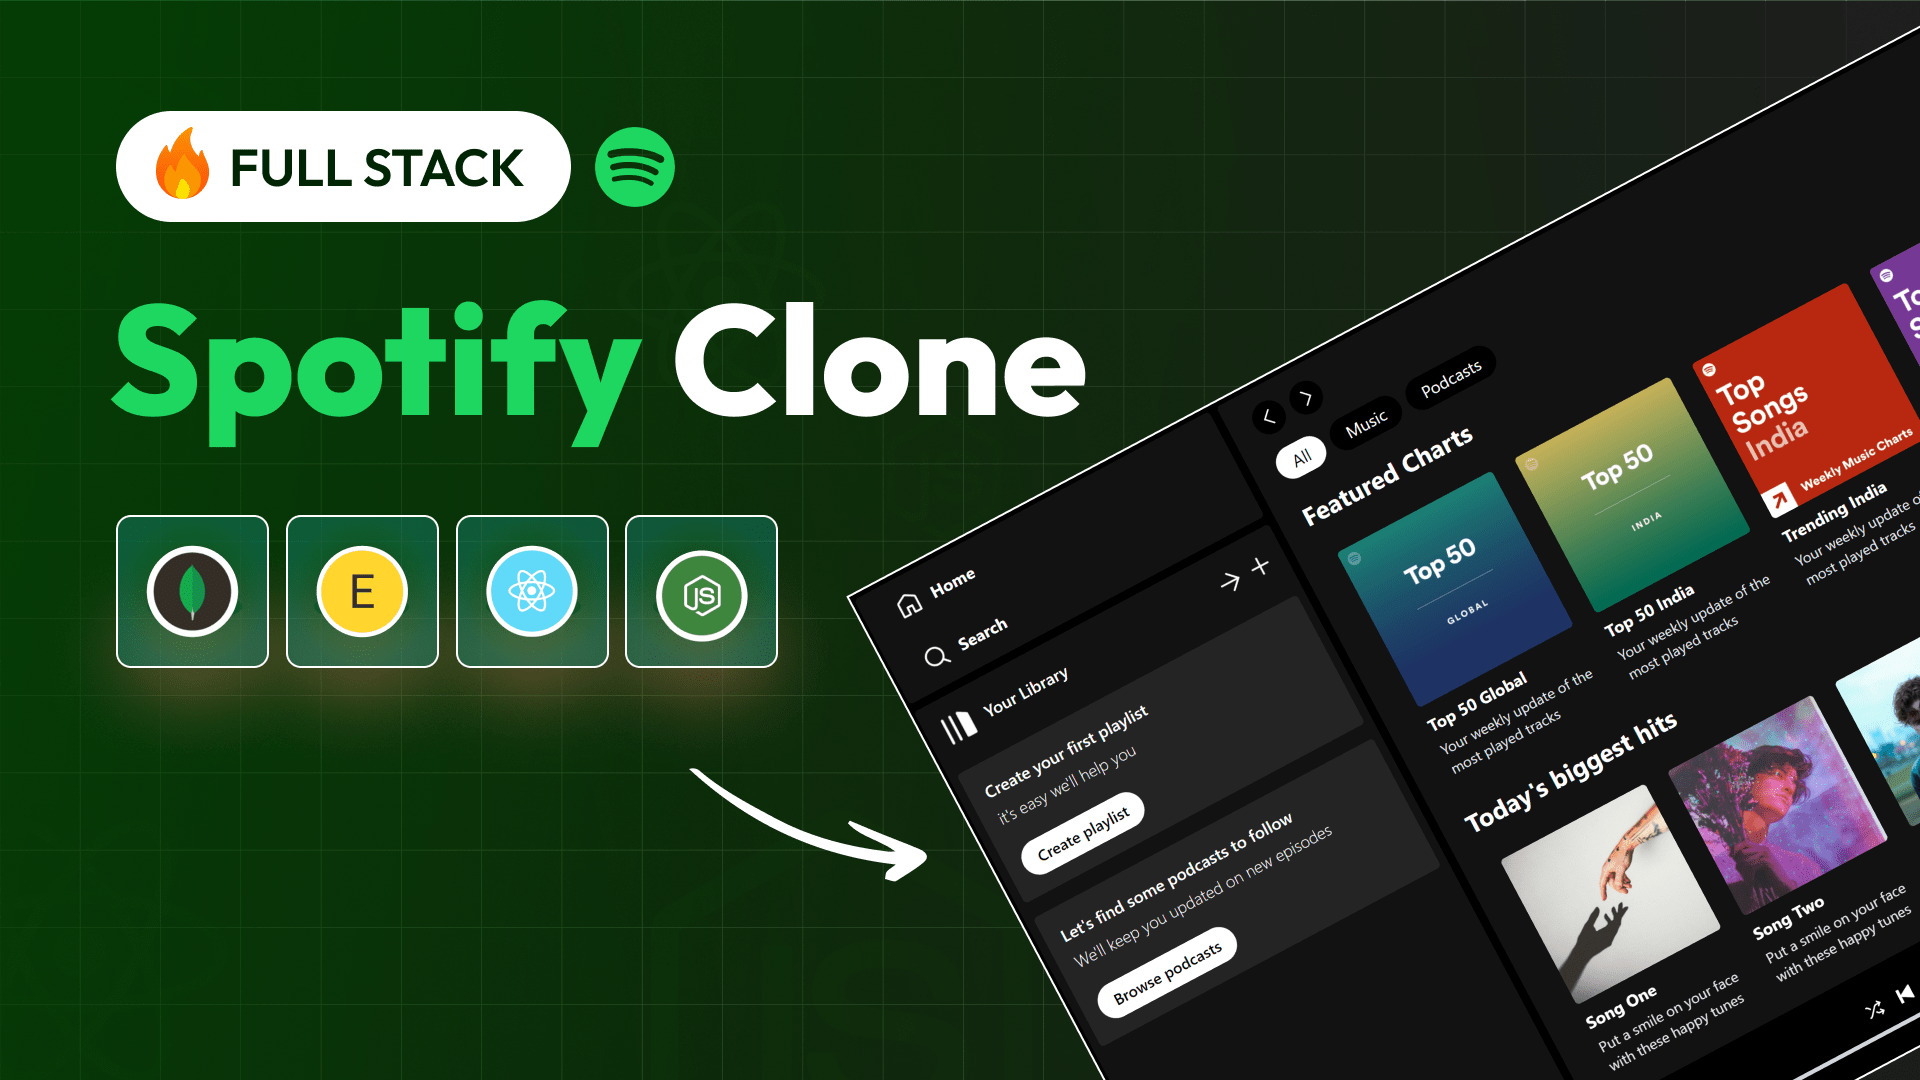 FULL STACK
Spotify Clone
E
JS
Home
Search
Your Library
Create your first playlist
it's easy we'll help you
Create playlist
Let's find some podcasts to follow
We'll keep you updated on new episodes
Browse podcasts
All
Music
Podcasts
Featured Charts
Top 50
GLOBAL
Top 50 Global
Your weekly update of the
most played tracks
Top 50
INDIA
Top 50 India
Your weekly update of the
most played tracks
Top
Songs
India
Weekly Music Charts
Trending India
Your weekly update of
most played tracks
Today's biggest hits
Song One
Put a smile on your face
with these happy tunes
Song Two
Put a smile on your face
with these happy tunes